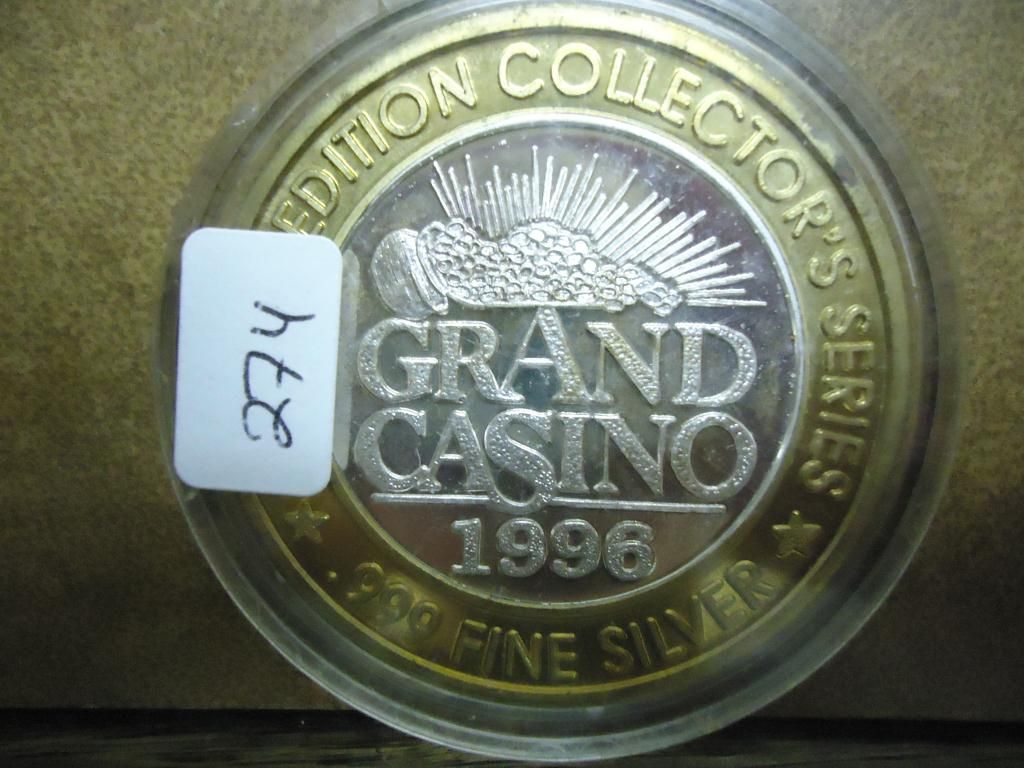 EDITION COLLECTOR'S SERIES
GRAND
CASINO
1996
.999 FINE SILVER
274